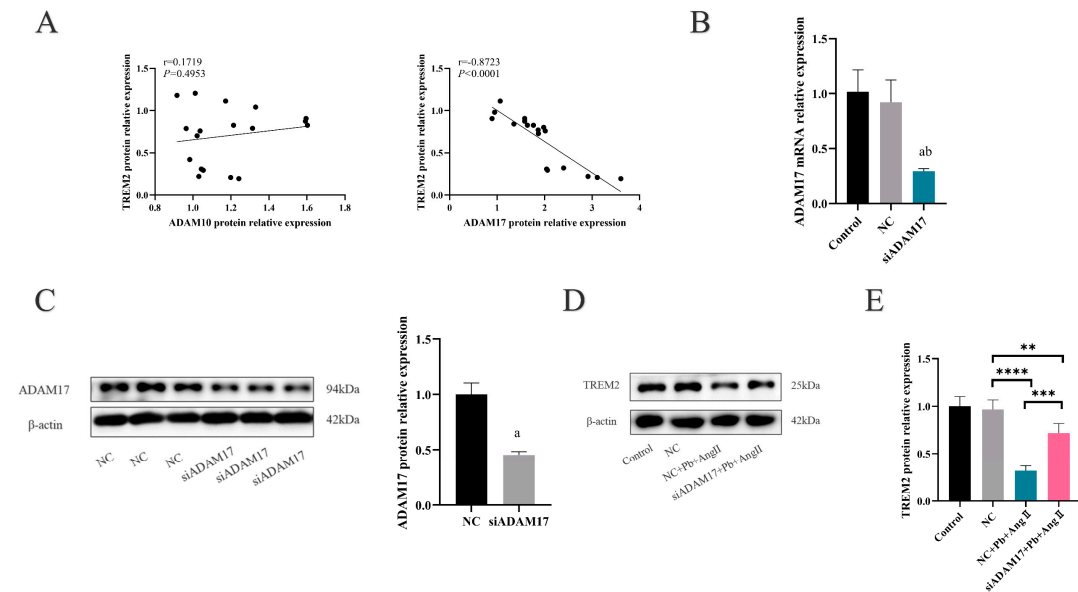 A
r=0.1719
P=0.4953
TREM2 protein relative expression
1.5
1.0
0.5
0.0
0.8
1.0
1.2
1.4
1.6
1.8
ADAM10 protein relative expression
r=-0.8723
P<0.0001
TREM2 protein relative expression
1.5
1.0
0.5
0.0
0
1
2
3
4
ADAM17 protein relative expression
B
ADAM17 mRNA relative expression
1.5
1.0
0.5
0.0
ab
Control
NC
siADAM17
C
ADAM17
94kDa
β-actin
42kDa
NC
NC
NC
siADAM17
siADAM17
siADAM17
ADAM17 protein relative expression
1.5
1.0
0.5
0.0
a
NC
siADAM17
D
TREM2
25kDa
β-actin
42kDa
Control
NC
NC+Pb+AngII
siADAM17+Pb+AngII
E
TREM2 protein relative expression
1.5
1.0
0.5
0.0
**
****
***
Control
NC
NC+Pb+Ang Ⅱ
siADAM17+Pb+Ang Ⅱ